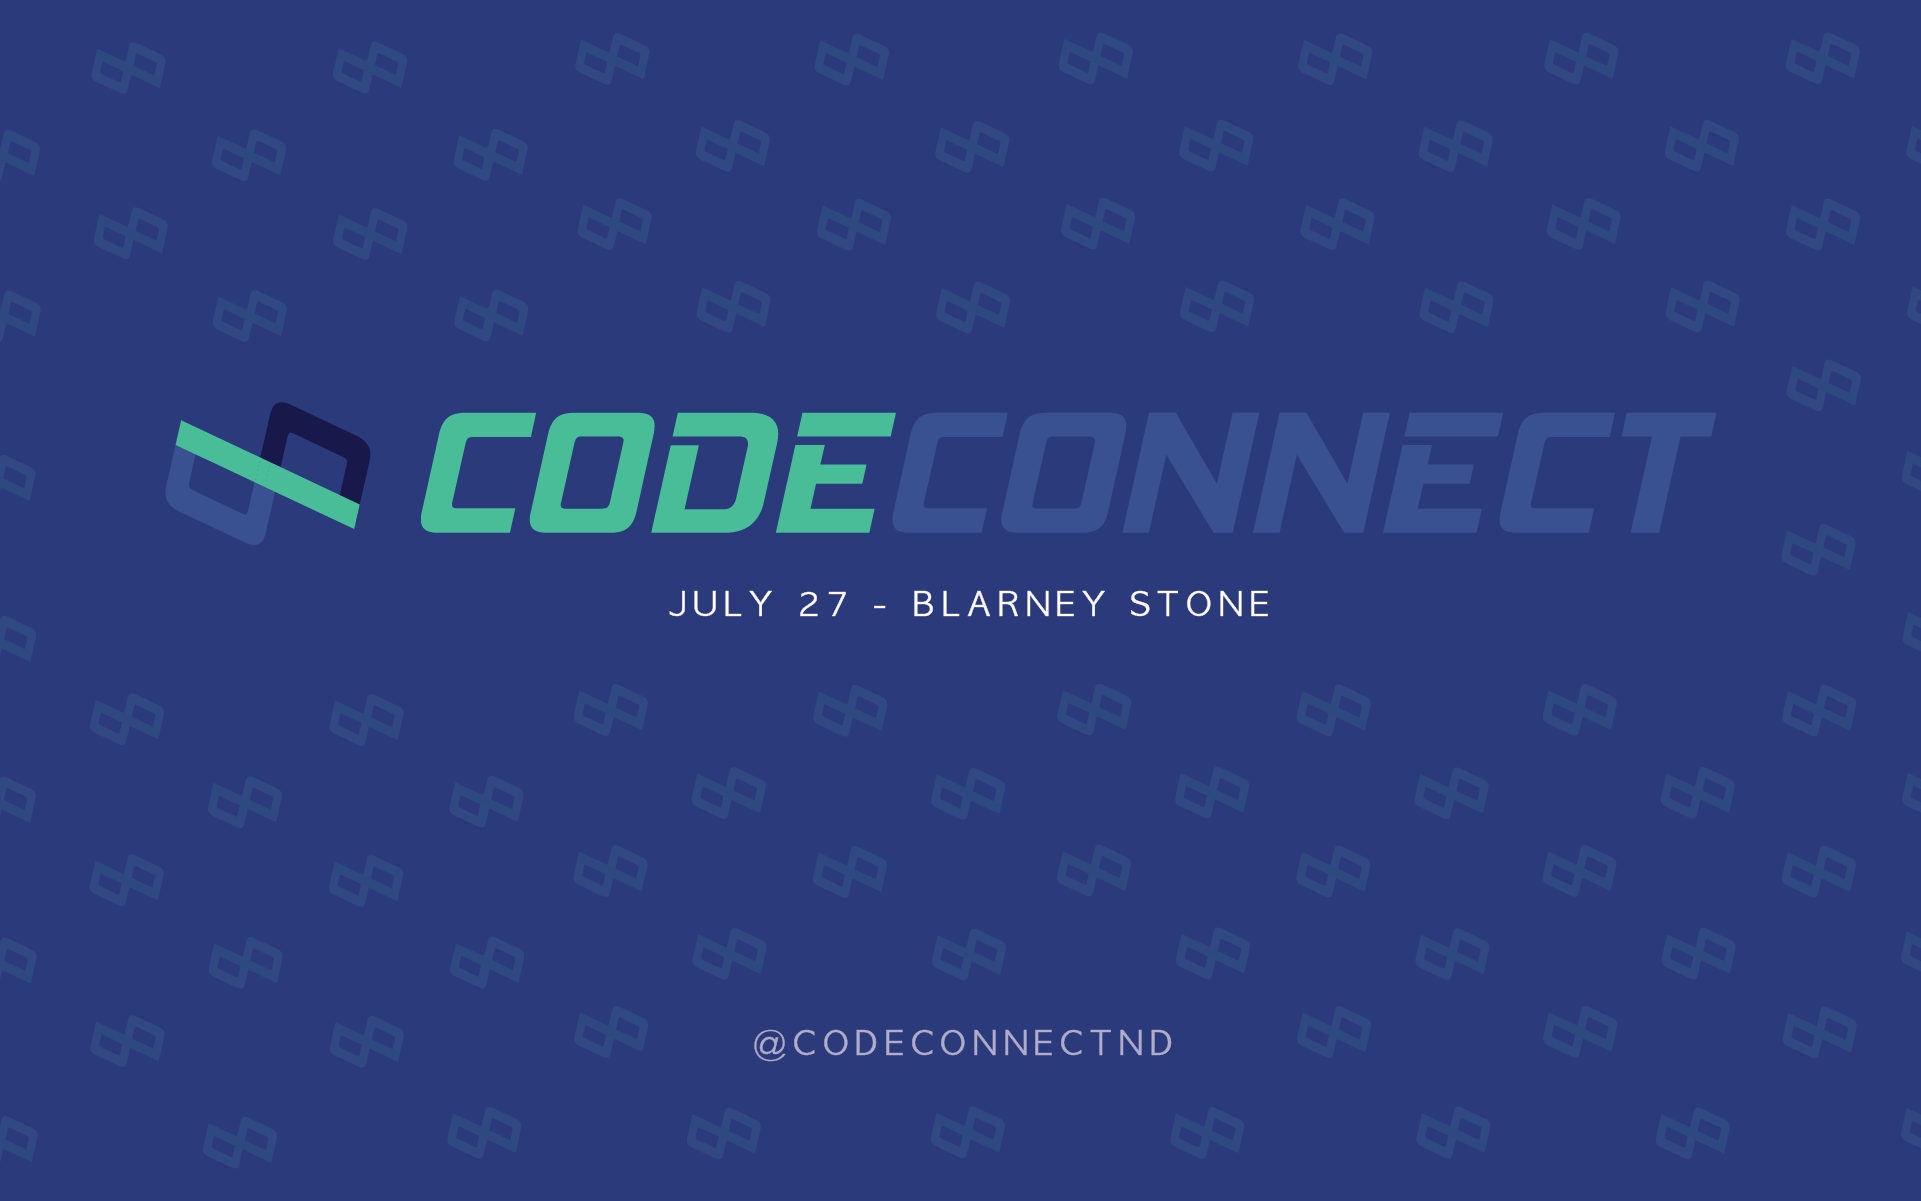 CODECONNECT
JULY 27 - BLARNEY STONE
@CODECONNECTND